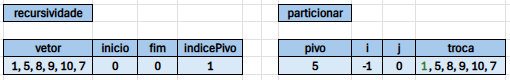 recursividade particionar
vetor inicio fim indicePivo pivo i j troca
1, 5, 8, 9, 10, 7 0 0 1 5 -1 0 1, 5, 8, 9, 10, 7